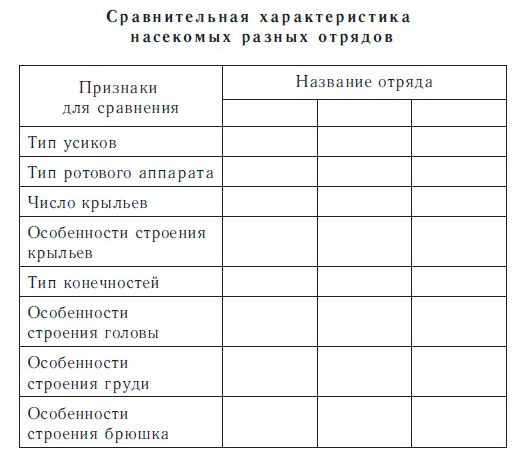 Сравнительная характеристика
насекомых разных отрядов
Признаки
для сравнения
Название отряда
Тип усиков
Тип ротового аппарата
Число крыльев
Особенности строения
крыльев
Тип конечностей
Особенности
строения головы
Особенности
строения груди
Особенности
строения брюшка